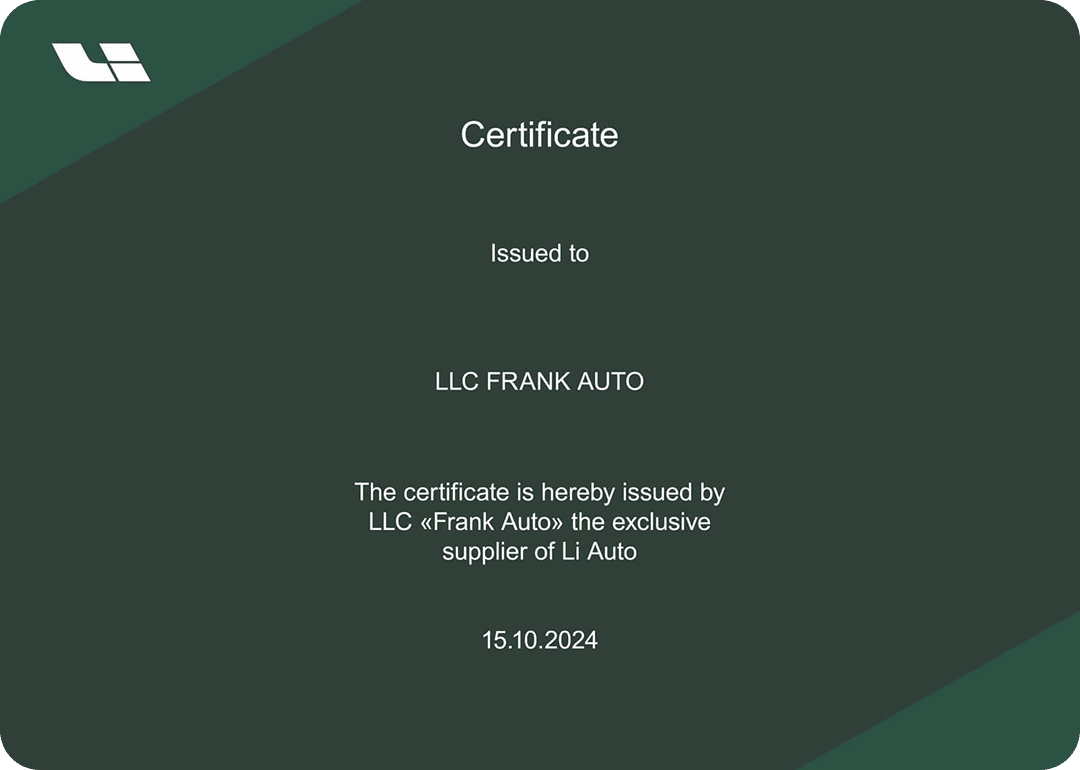 Certificate
Issued to
LLC FRANK AUTO
The certificate is hereby issued by
LLC «Frank Auto» the exclusive
supplier of Li Auto
15.10.2024